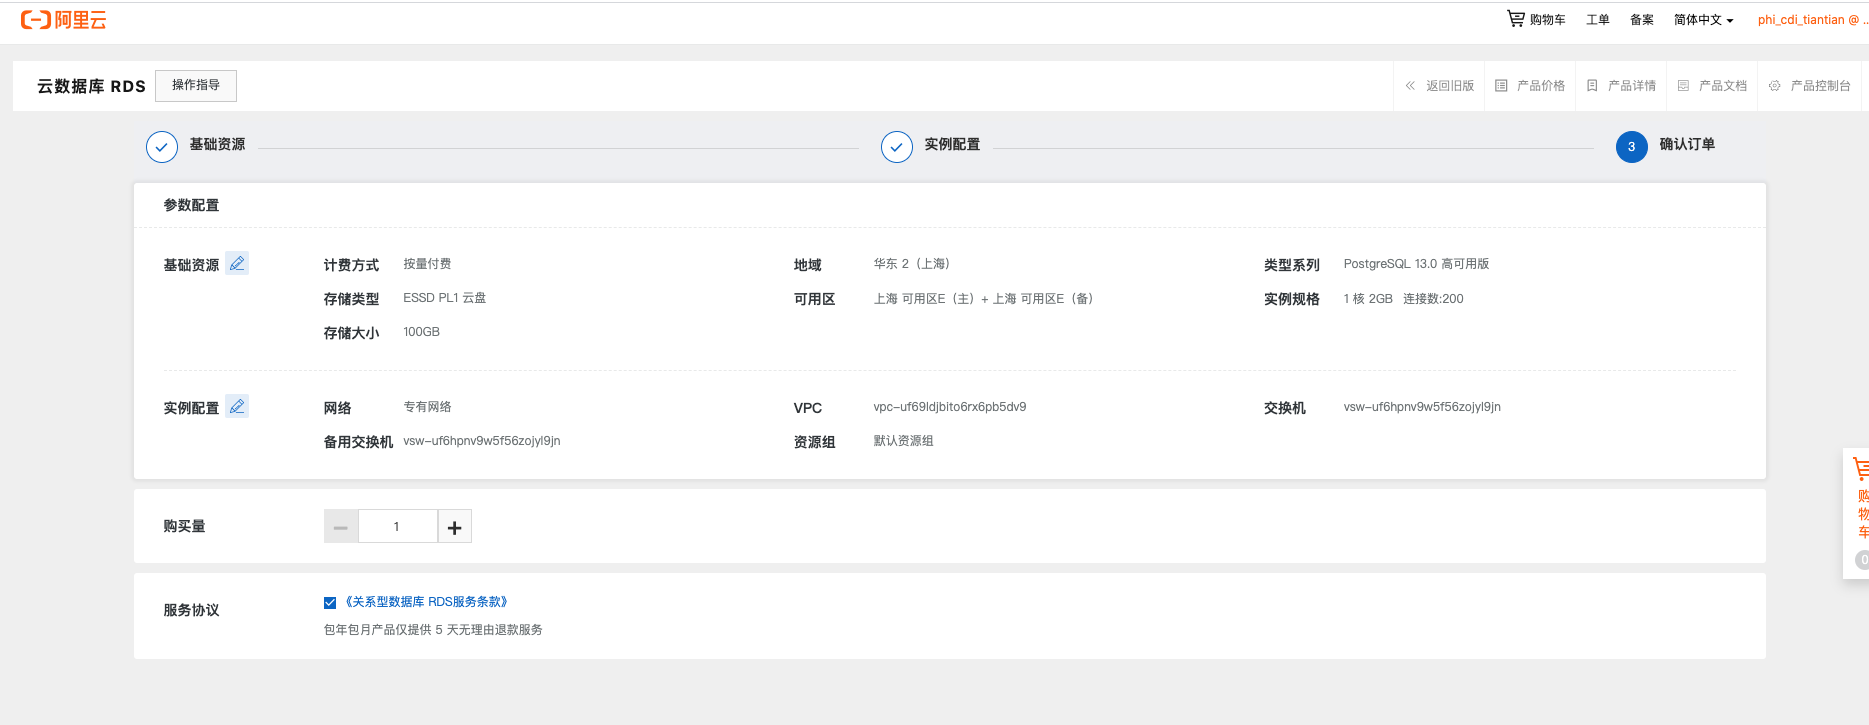 阿里云
购物车 工单 备案 简体中文 phi_cdi_tiantian @ ...
云数据库 RDS 操作指导 返回旧版 产品价格 产品详情 产品文档 产品控制台
基础资源 实例配置 3 确认订单
参数配置
基础资源 计费方式 按量付费 地域 华东 2（上海） 类型系列 PostgreSQL 13.0 高可用版
存储类型 ESSD PL1 云盘 可用区 上海 可用区E（主）+ 上海 可用区E（备） 实例规格 1 核 2GB 连接数:200
存储大小 100GB
实例配置 网络 专有网络 VPC vpc-uf69ldjbito6rx6pb5dv9 交换机 vsw-uf6hpnv9w5f56zojyl9jn
备用交换机 vsw-uf6hpnv9w5f56zojyl9jn 资源组 默认资源组
购物车
0
购买量 1
服务协议 《关系型数据库 RDS服务条款》
包年包月产品仅提供 5 天无理由退款服务